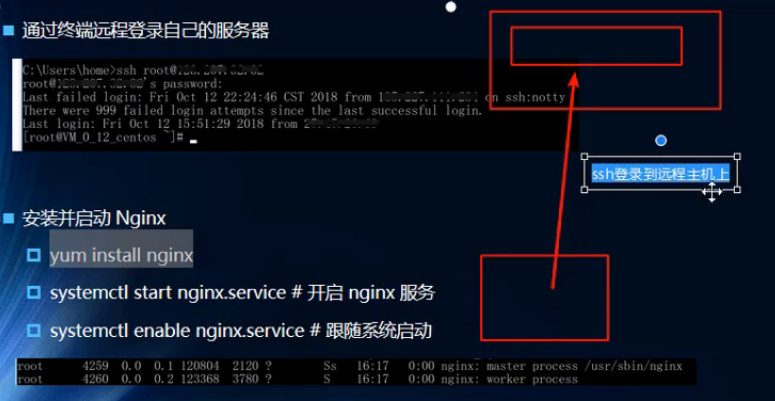 通过终端远程登录自己的服务器
C:\Users\home>ssh root@
root@ 's password:
Last failed login: Fri Oct 12 22:24:46 CST 2018 from on ssh:notty
There were 999 failed login attempts since the last successful login.
Last login: Fri Oct 12 15:51:29 2018 from
[root@VM_0_12_centos ~]#
ssh登录到远程主机上
安装并启动 Nginx
yum install nginx
systemctl start nginx.service # 开启 nginx 服务
systemctl enable nginx.service # 跟随系统启动
root 4259 0.0 0.1 120804 2120 ? Ss 16:17 0:00 nginx: master process /usr/sbin/nginx
root 4260 0.0 0.2 123368 3780 ? S 16:17 0:00 nginx: worker process